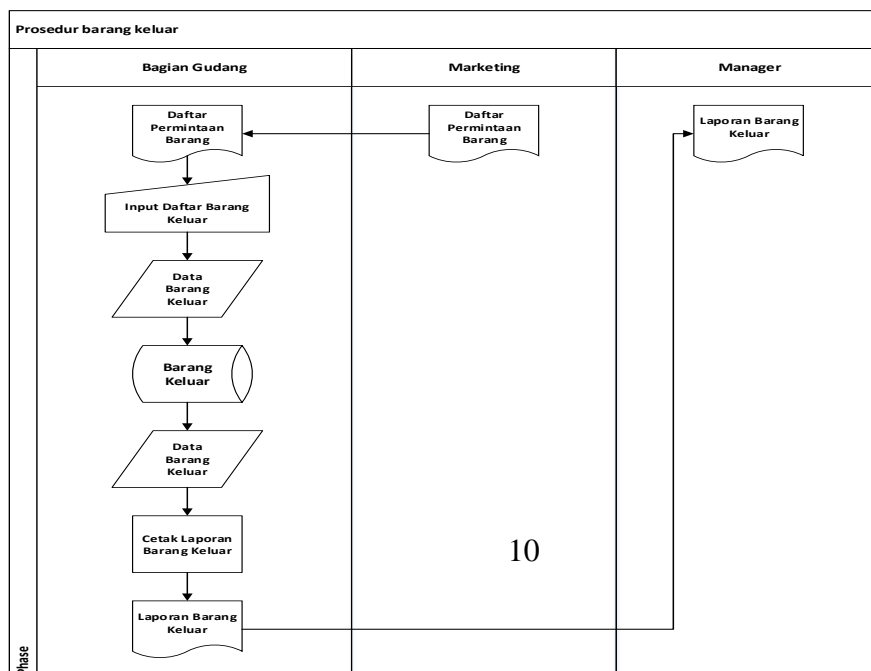 Prosedur barang keluar
Bagian Gudang
Marketing
Manager
Daftar
Permintaan
Barang
Daftar
Permintaan
Barang
Laporan Barang
Keluar
Input Daftar Barang
Keluar
Data
Barang
Keluar
Barang
Keluar
Data
Barang
Keluar
Cetak Laporan
Barang Keluar
10
Laporan Barang
Keluar
Phase